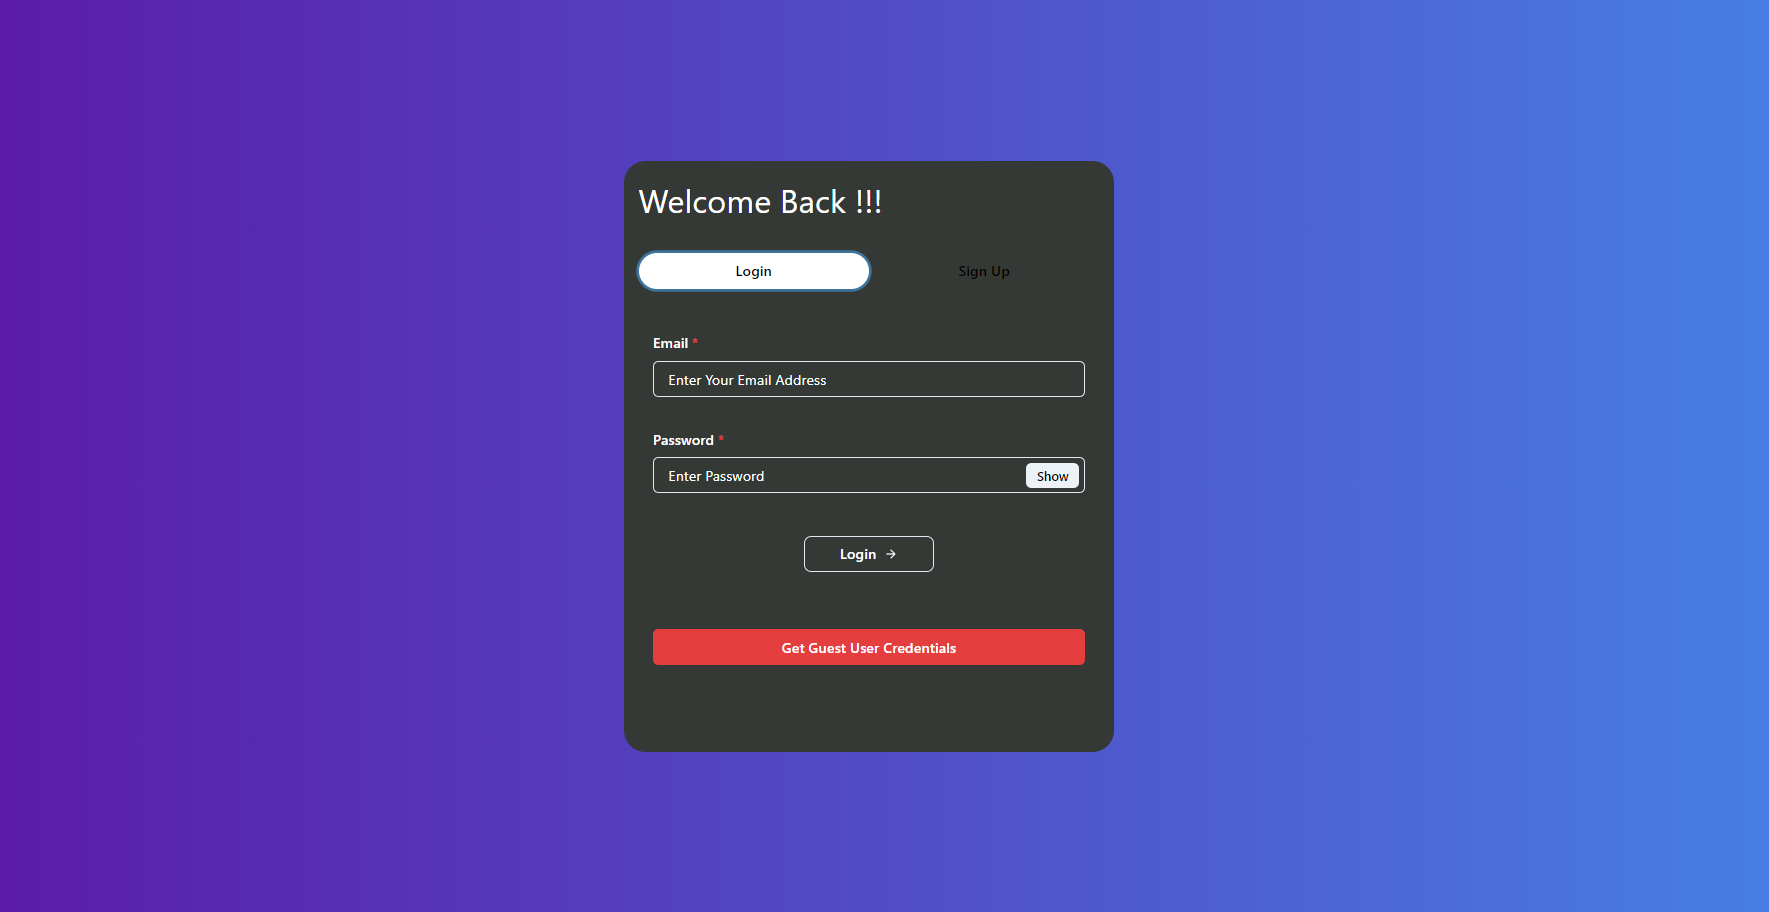 Welcome Back !!!
Login
Sign Up
Email *
Enter Your Email Address
Password *
Enter Password
Show
Login →
Get Guest User Credentials